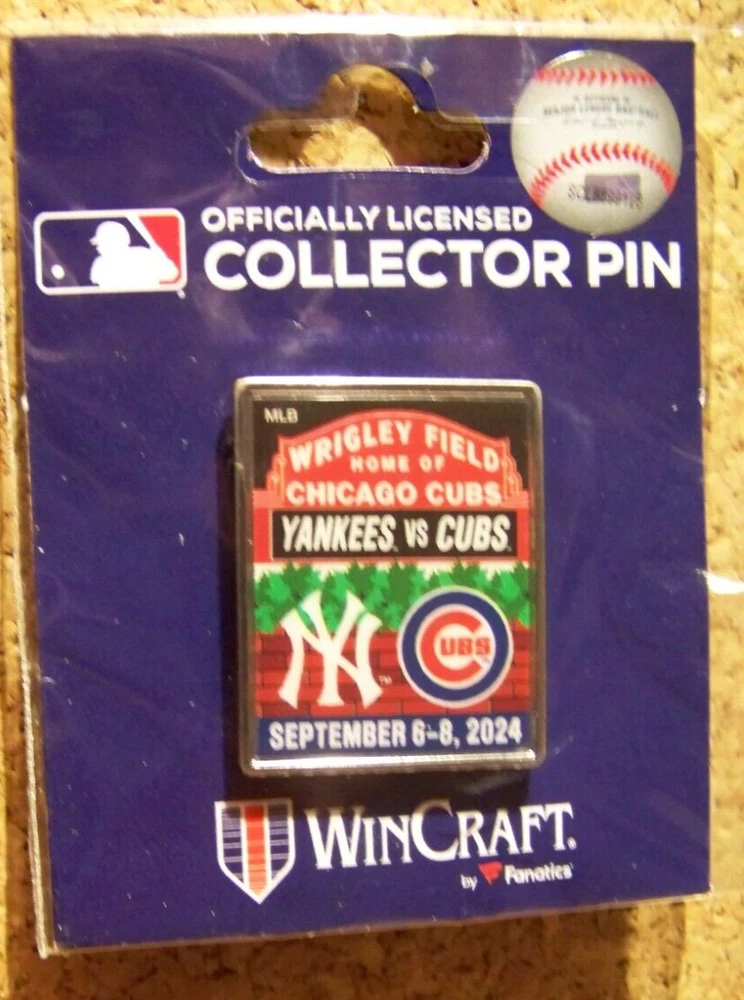 OFFICIALLY LICENSED
COLLECTOR PIN
MLB
WRIGLEY FIELD
HOME OF
CHICAGO CUBS
YANKEES VS CUBS
NY
TM
CUBS
SEPTEMBER 6-8, 2024
WINCRAFT®
by Fanatics